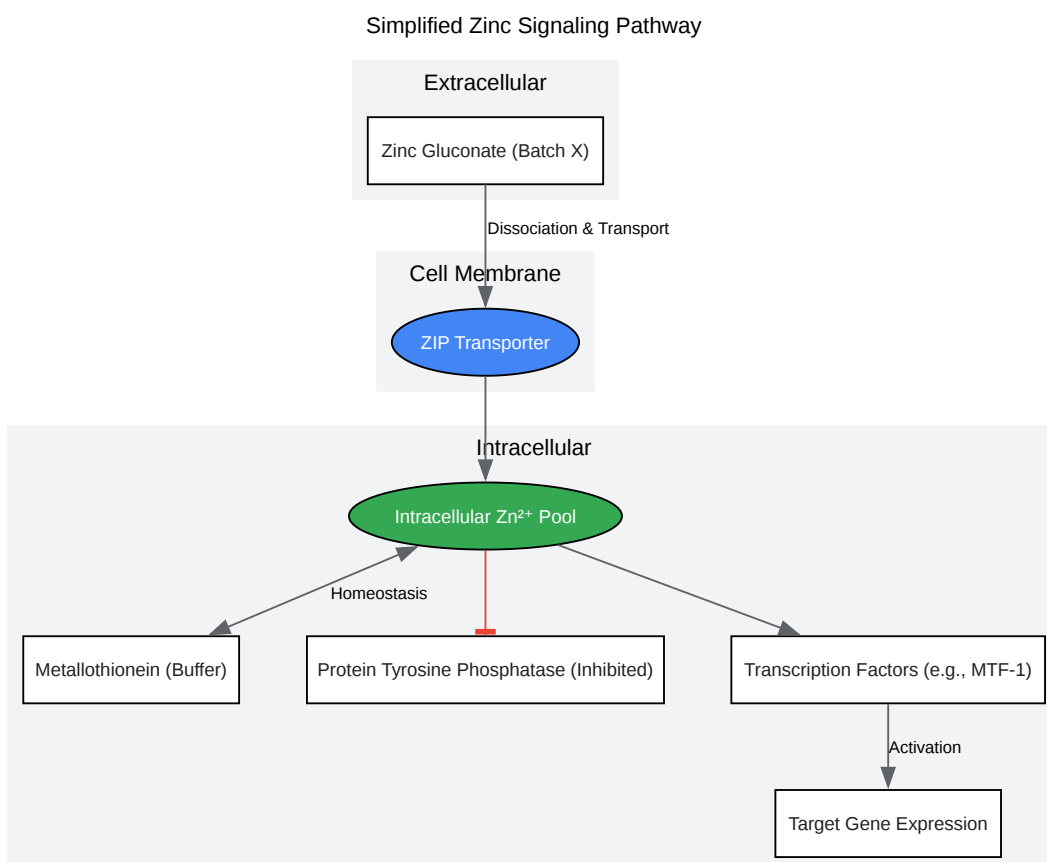 Simplified Zinc Signaling Pathway
Extracellular
Zinc Gluconate (Batch X)
Dissociation & Transport
Cell Membrane
ZIP Transporter
Intracellular
Intracellular Zn²⁺ Pool
Homeostasis
Metallothionein (Buffer)
Protein Tyrosine Phosphatase (Inhibited)
Transcription Factors (e.g., MTF-1)
Activation
Target Gene Expression